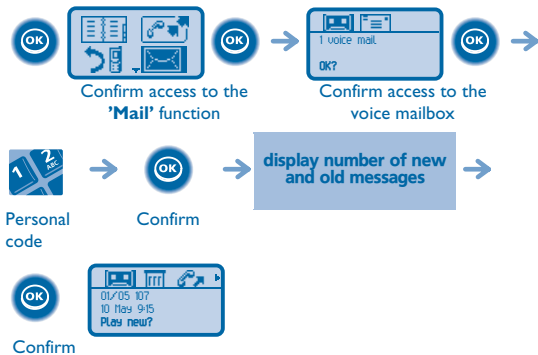 OK
OK
1 voice mail
OK?
OK
Confirm access to the
'Mail' function
Confirm access to the
voice mailbox
1 2
ABC
OK
display number of new
and old messages
Personal
code
Confirm
OK
01/05 107
10 May 9:15
Play new?
Confirm